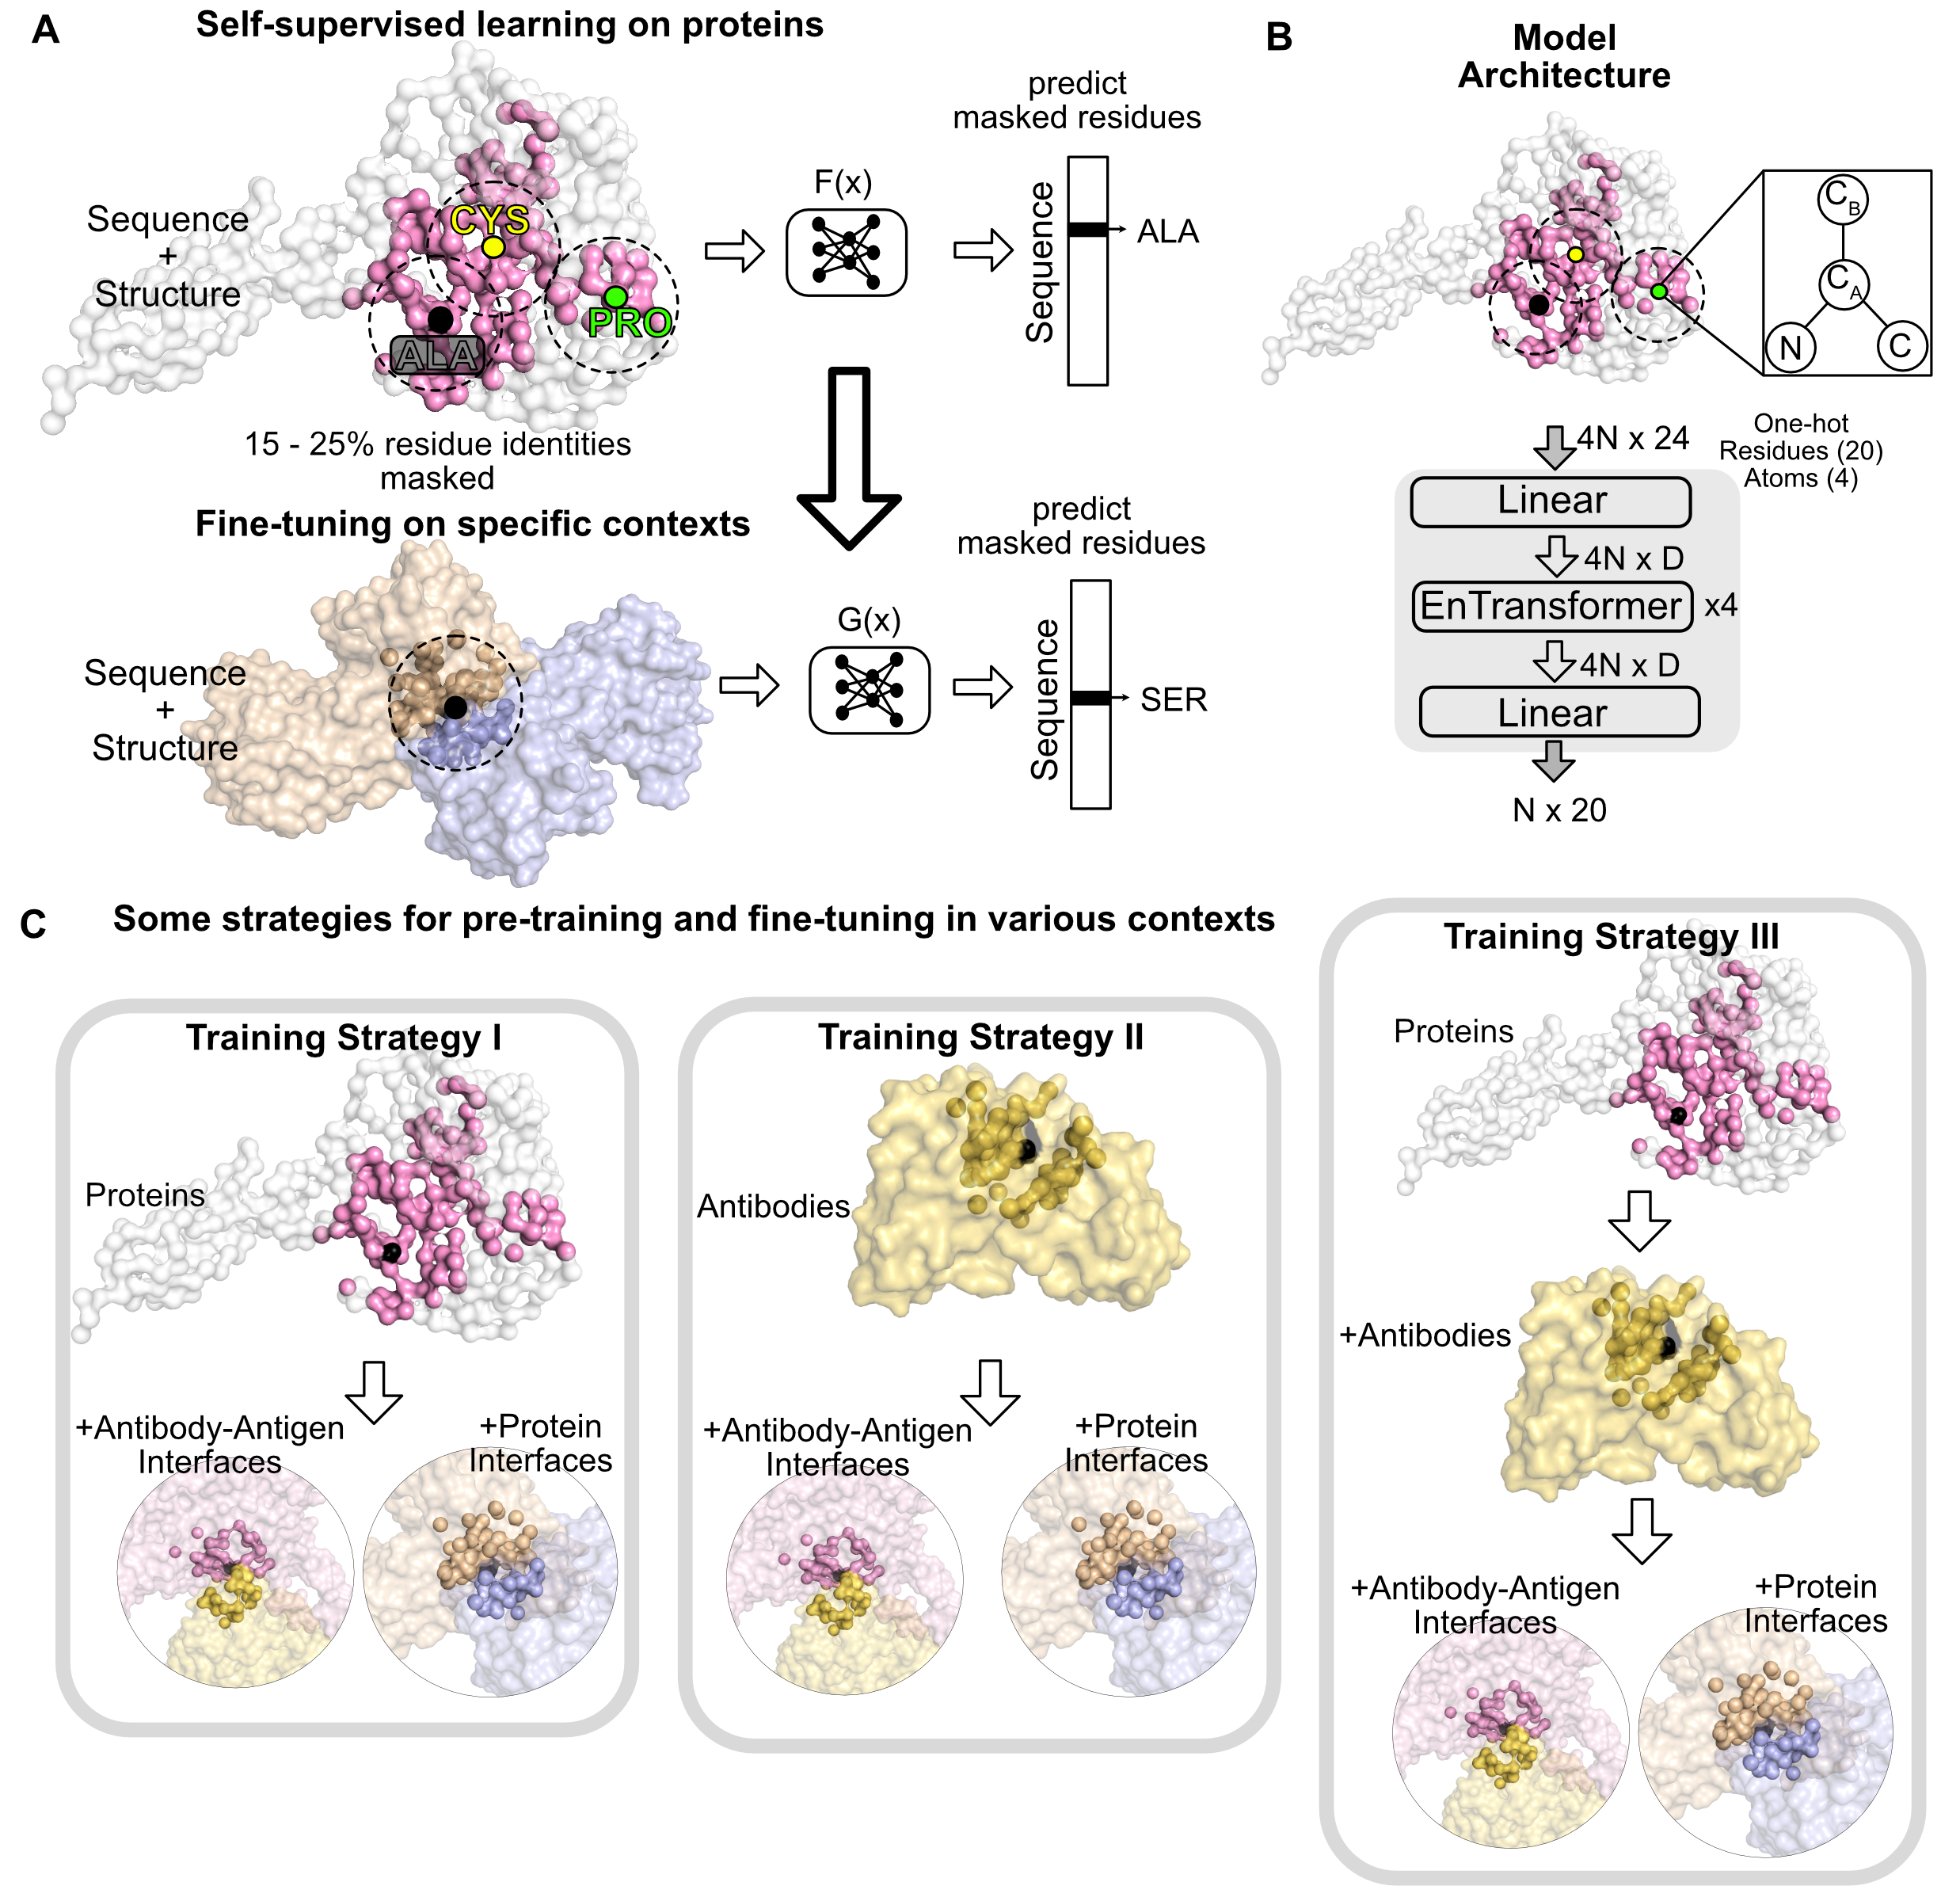 A
Self-supervised learning on proteins
Sequence
+
Structure
CYS
PRO
ALA
15 - 25% residue identities
masked
F(x)
predict
masked residues
Sequence
ALA
Fine-tuning on specific contexts
Sequence
+
Structure
G(x)
predict
masked residues
Sequence
SER
B
Model
Architecture
CB
CA
N
C
4N x 24
One-hot
Residues (20)
Atoms (4)
Linear
4N x D
EnTransformer x4
4N x D
Linear
N x 20
C
Some strategies for pre-training and fine-tuning in various contexts
Training Strategy I
Proteins
+Antibody-Antigen
Interfaces
+Protein
Interfaces
Training Strategy II
Antibodies
+Antibody-Antigen
Interfaces
+Protein
Interfaces
Training Strategy III
Proteins
+Antibodies
+Antibody-Antigen
Interfaces
+Protein
Interfaces